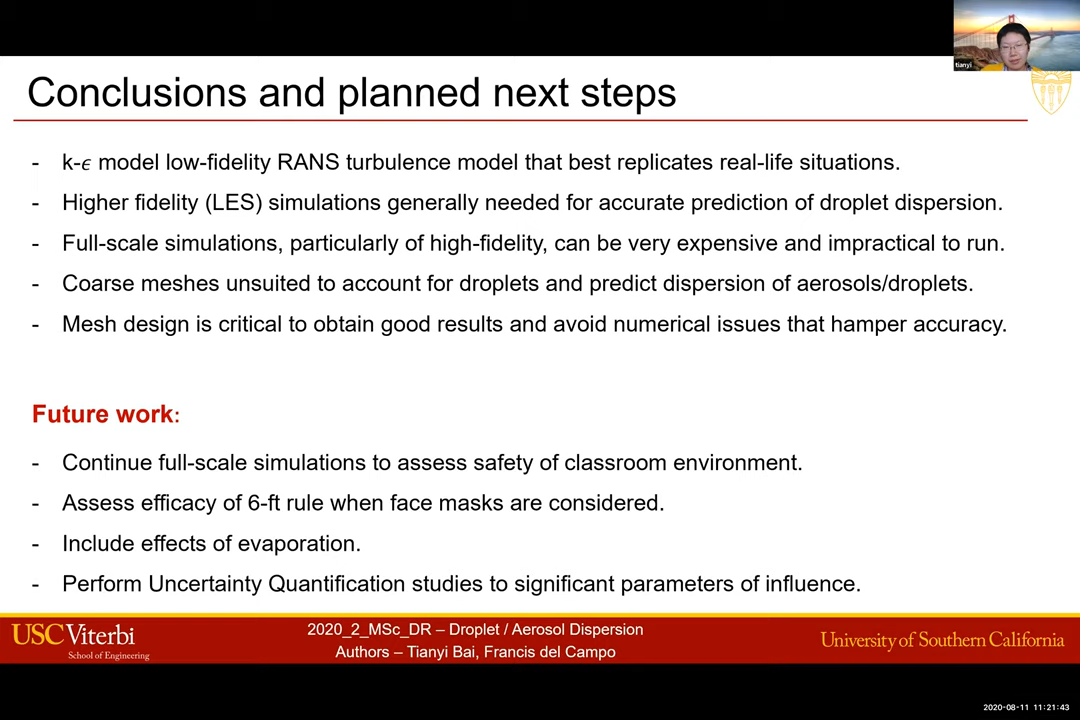 tianyi
Conclusions and planned next steps
- k-ϵ model low-fidelity RANS turbulence model that best replicates real-life situations.
- Higher fidelity (LES) simulations generally needed for accurate prediction of droplet dispersion.
- Full-scale simulations, particularly of high-fidelity, can be very expensive and impractical to run.
- Coarse meshes unsuited to account for droplets and predict dispersion of aerosols/droplets.
- Mesh design is critical to obtain good results and avoid numerical issues that hamper accuracy.
Future work:
- Continue full-scale simulations to assess safety of classroom environment.
- Assess efficacy of 6-ft rule when face masks are considered.
- Include effects of evaporation.
- Perform Uncertainty Quantification studies to significant parameters of influence.
USC Viterbi
School of Engineering
2020_2_MSc_DR – Droplet / Aerosol Dispersion
Authors – Tianyi Bai, Francis del Campo
University of Southern California
2020-08-11 11:21:43